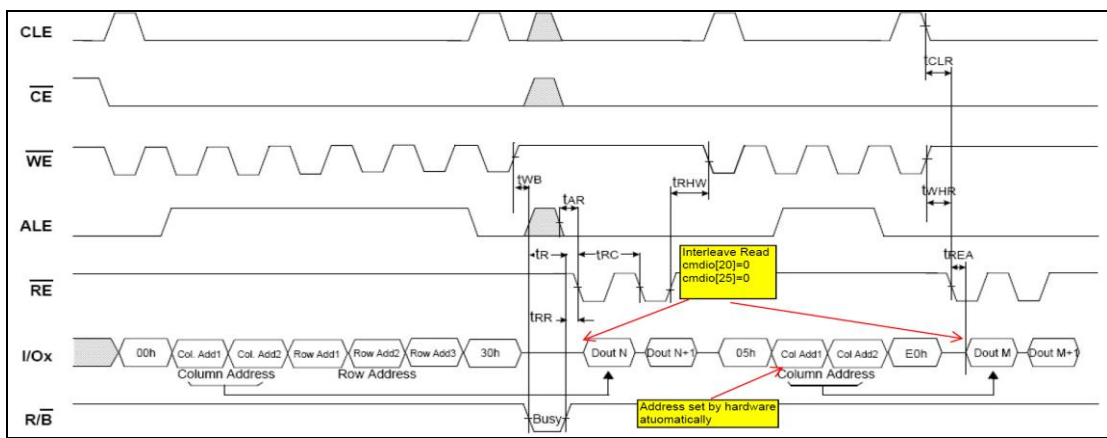 CLE
tCLR
CE
WE
tWB
tRHW
tWHR
tAR
ALE
Interleave Read
cmdio[20]=0
cmdio[25]=0
tR
tRC
tREA
RE
tRR
I/Ox
00h
Col. Add1
Col. Add2
Row Add1
Row Add2
Row Add3
30h
Dout N
Dout N+1
05h
Col Add1
Col Add2
E0h
Dout M
Dout M+1
Column Address
Row Address
Column Address
Address set by hardware
atuomatically
R/B
Busy